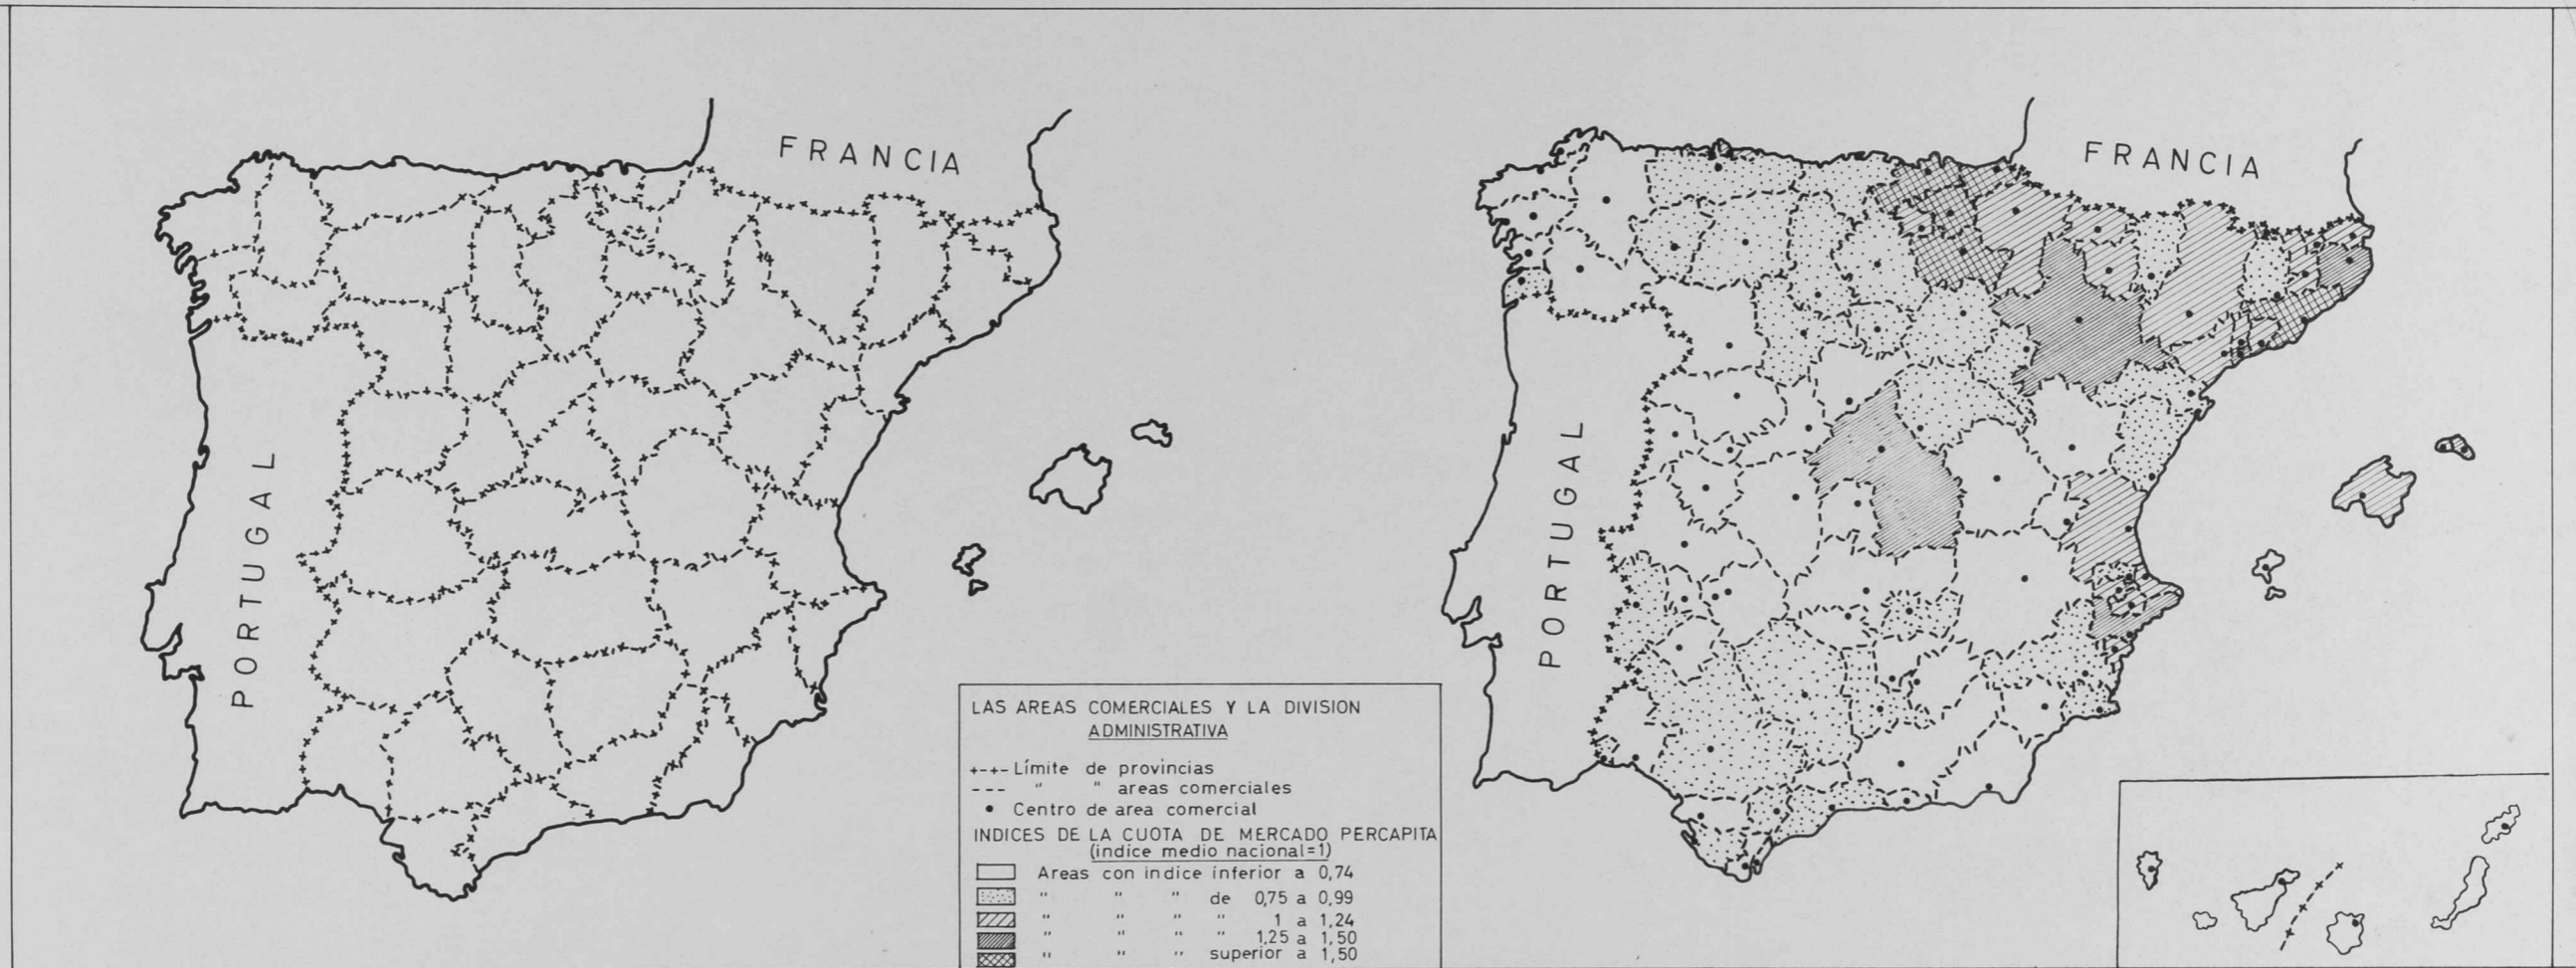 FRANCIA
PORTUGAL
FRANCIA
PORTUGAL
LAS AREAS COMERCIALES Y LA DIVISION
ADMINISTRATIVA
+-+- Límite de provincias
--- " " areas comerciales
• Centro de area comercial
INDICES DE LA CUOTA DE MERCADO PERCAPITA
(indice medio nacional=1)
Areas con indice inferior a 0,74
" " " de 0,75 a 0,99
" " " " 1 a 1,24
" " " " 1,25 a 1,50
" " " superior a 1,50